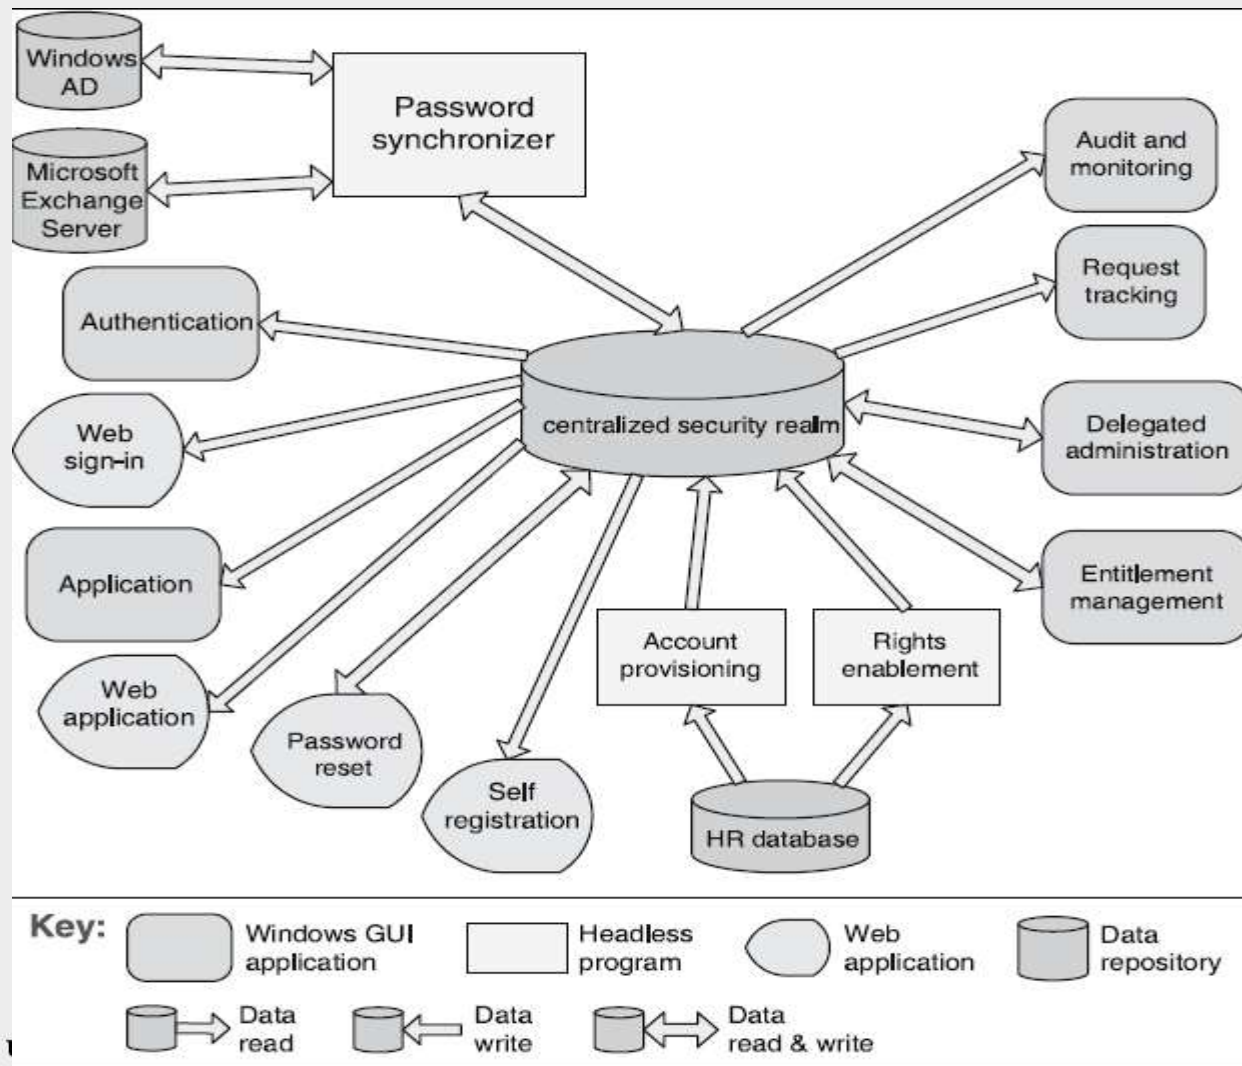 Windows
AD
Password
synchronizer
Audit and
monitoring
Microsoft
Exchange
Server
Request
tracking
Authentication
centralized security realm
Delegated
administration
Web
sign-in
Application
Entitlement
management
Account
provisioning
Rights
enablement
Web
application
Password
reset
Self
registration
HR database
Key:
Windows GUI
application
Headless
program
Web
application
Data
repository
Data
read
Data
write
Data
read & write